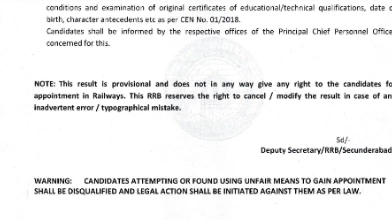 conditions and examination of original certificates of educational/technical qualifications, date o
birth, character antecedents etc as per CEN No. 01/2018.
Candidates shall be informed by the respective offices of the Principal Chief Personnel Office
concerned for this.
NOTE: This result is provisional and does not in any way give any right to the candidates fo
appointment in Railways. This RRB reserves the right to cancel / modify the result in case of an
inadvertent error / typographical mistake.
Sd/-
Deputy Secretary/RRB/Secunderabad
WARNING: CANDIDATES ATTEMPTING OR FOUND USING UNFAIR MEANS TO GAIN APPOINTMENT
SHALL BE DISQUALIFIED AND LEGAL ACTION SHALL BE INITIATED AGAINST THEM AS PER LAW.